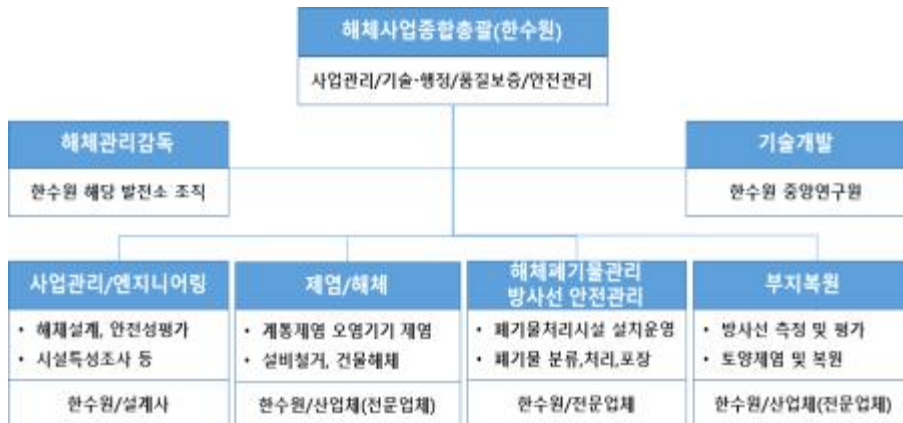 해체사업종합총괄(한수원)
사업관리/기술-행정/품질보증/안전관리
해체관리감독
한수원 해당 발전소 조직
기술개발
한수원 중앙연구원
사업관리/엔지니어링
• 해체설계, 안전성평가
• 시설특성조사 등
한수원/설계사
제염/해체
• 계통제염 오염기기 제염
• 설비철거, 건물해체
한수원/산업체(전문업체)
해체폐기물관리
방사선 안전관리
• 폐기물처리시설 설치운영
• 폐기물 분류,처리,포장
한수원/전문업체
부지복원
• 방사선 측정 및 평가
• 토양제염 및 복원
한수원/산업체(전문업체)